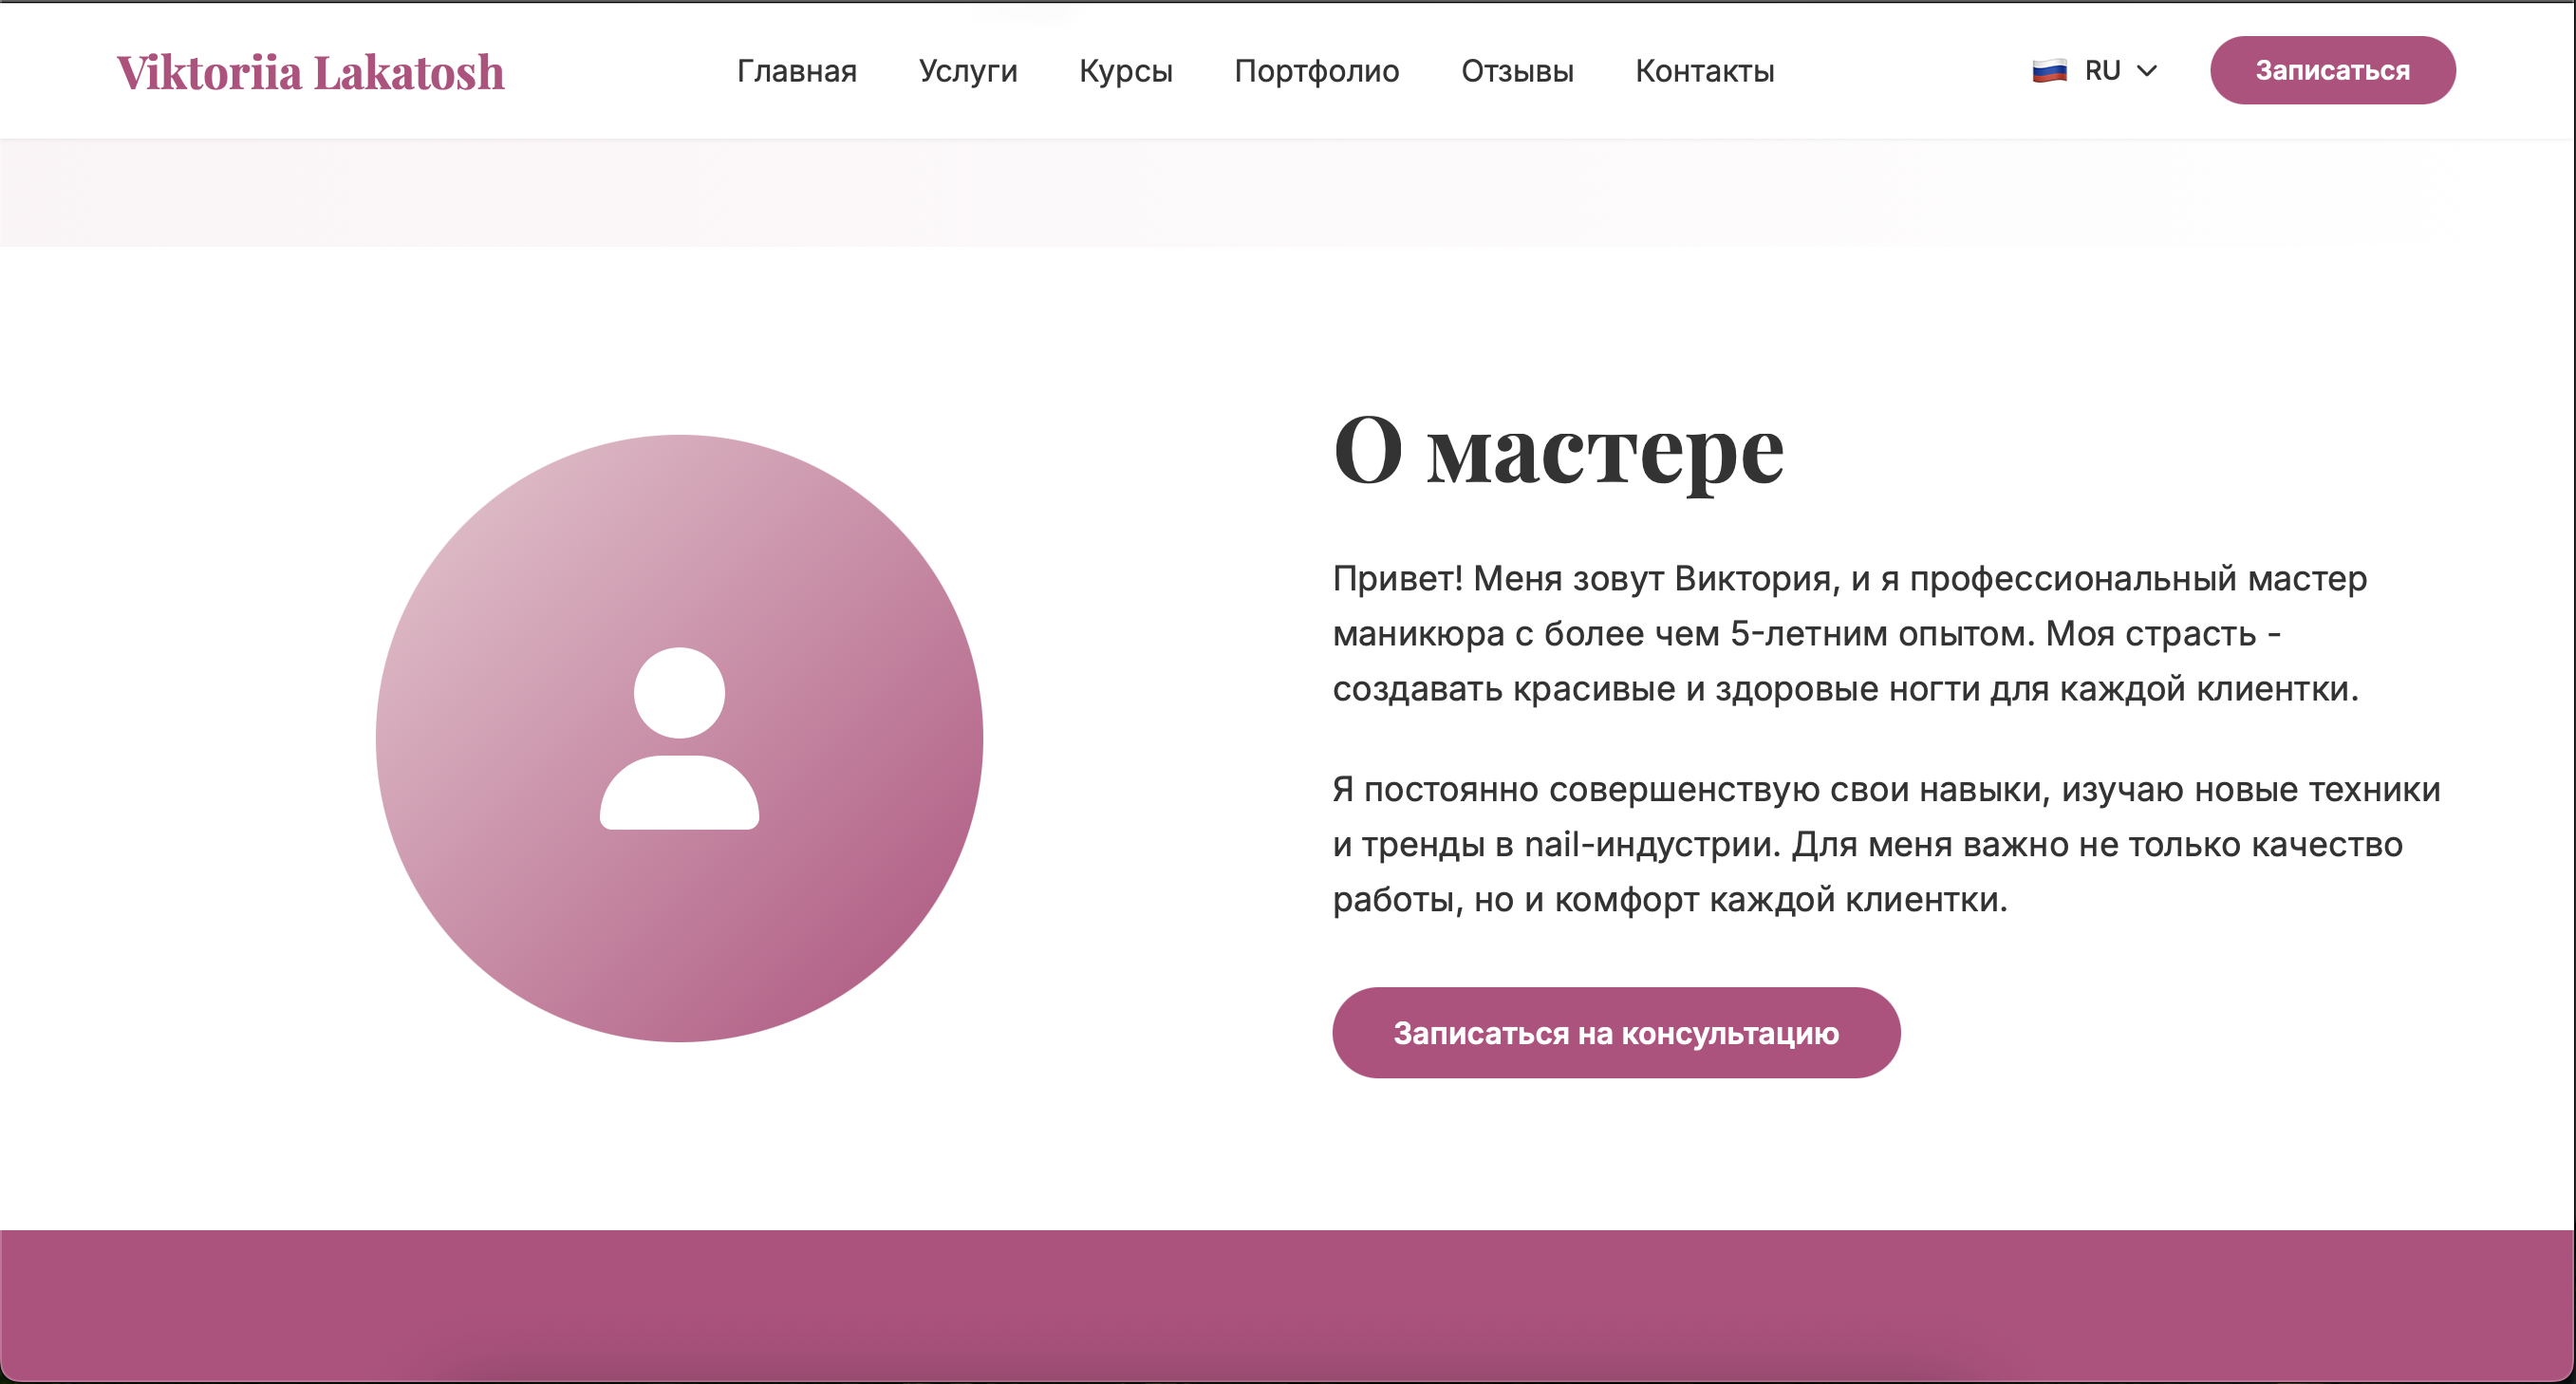 Viktoriia Lakatosh
Главная Услуги Курсы Портфолио Отзывы Контакты
RU
Записаться
О мастере
Привет! Меня зовут Виктория, и я профессиональный мастер
маникюра с более чем 5-летним опытом. Моя страсть -
создавать красивые и здоровые ногти для каждой клиентки.
Я постоянно совершенствую свои навыки, изучаю новые техники
и тренды в nail-индустрии. Для меня важно не только качество
работы, но и комфорт каждой клиентки.
Записаться на консультацию